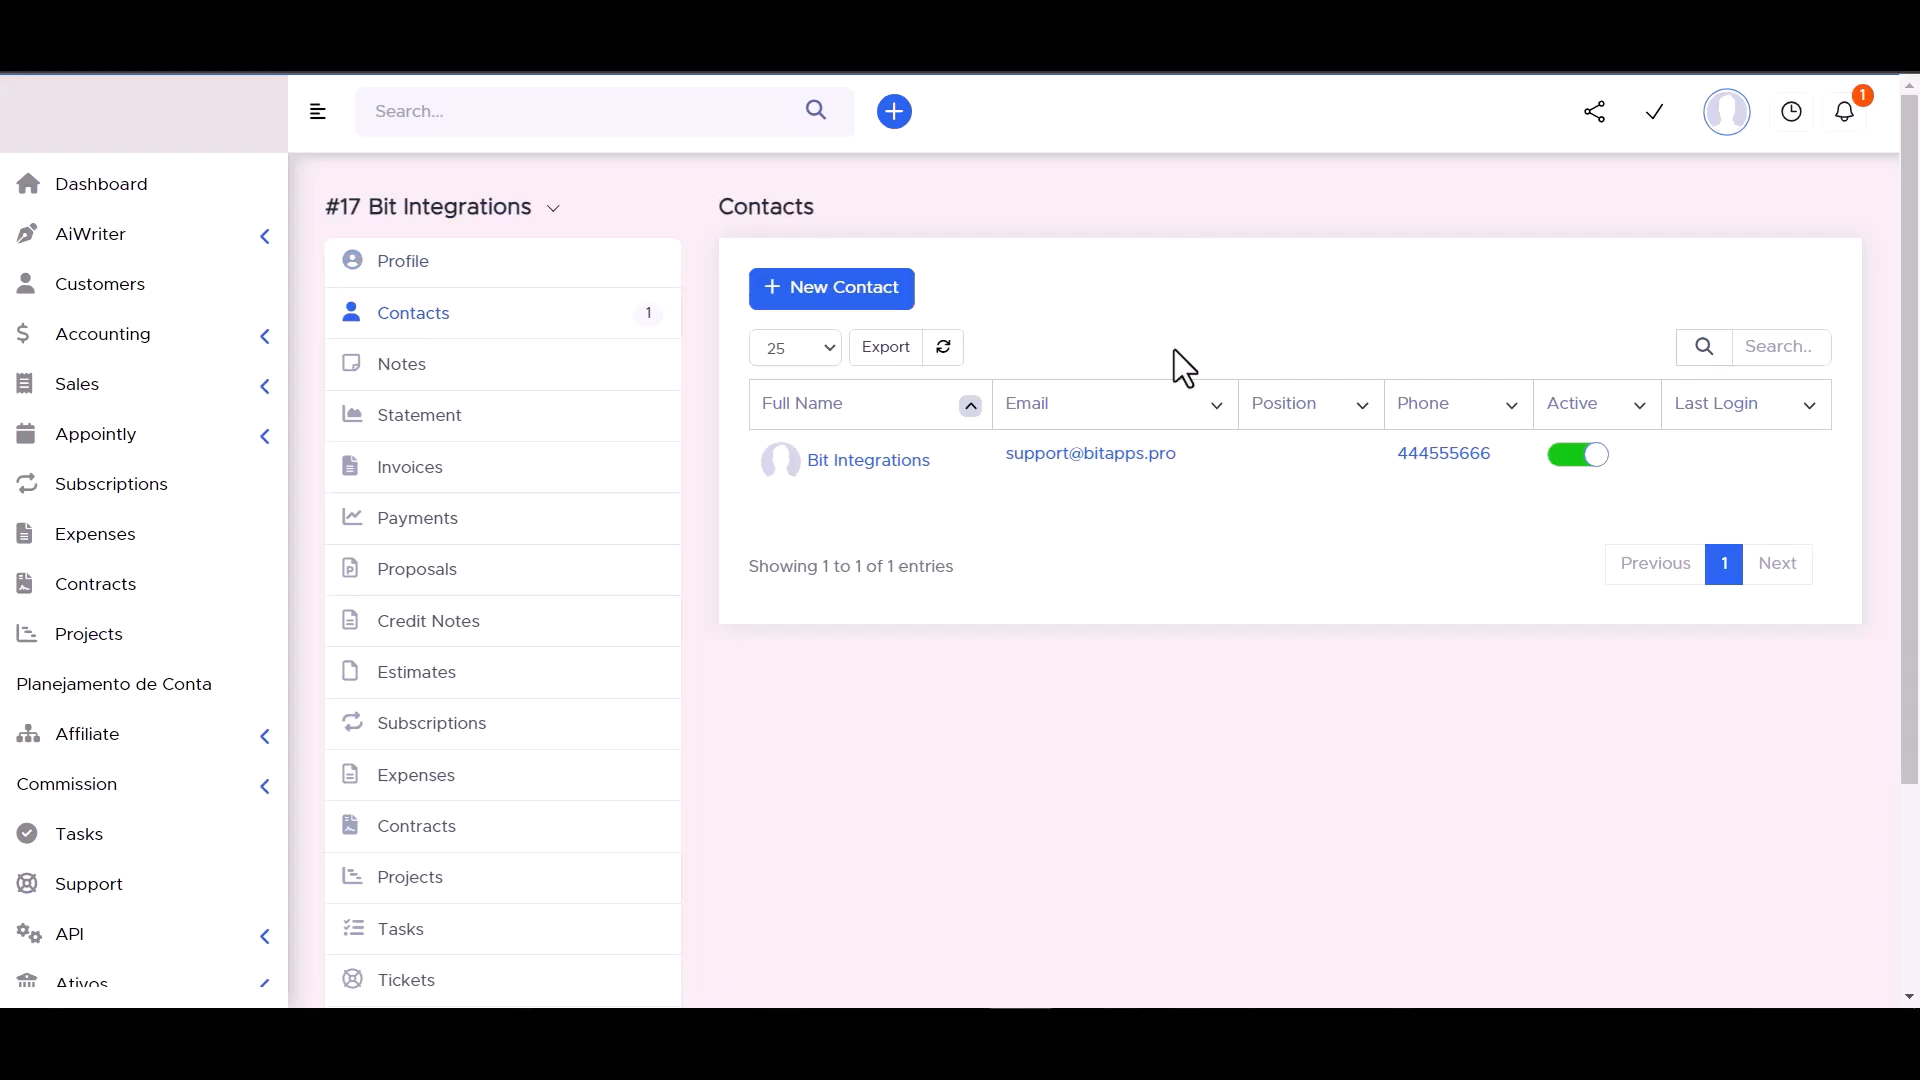 Search...
1
Dashboard
AiWriter
Customers
Accounting
Sales
Appointly
Subscriptions
Expenses
Contracts
Projects
Planejamento de Conta
Affiliate
Commission
Tasks
Support
API
Ativos
#17 Bit Integrations
Profile
Contacts 1
Notes
Statement
Invoices
Payments
Proposals
Credit Notes
Estimates
Subscriptions
Expenses
Contracts
Projects
Tasks
Tickets
Contacts
+ New Contact
25 Export Search..
Full Name Email Position Phone Active Last Login
Bit Integrations support@bitapps.pro 444555666
Showing 1 to 1 of 1 entries
Previous 1 Next